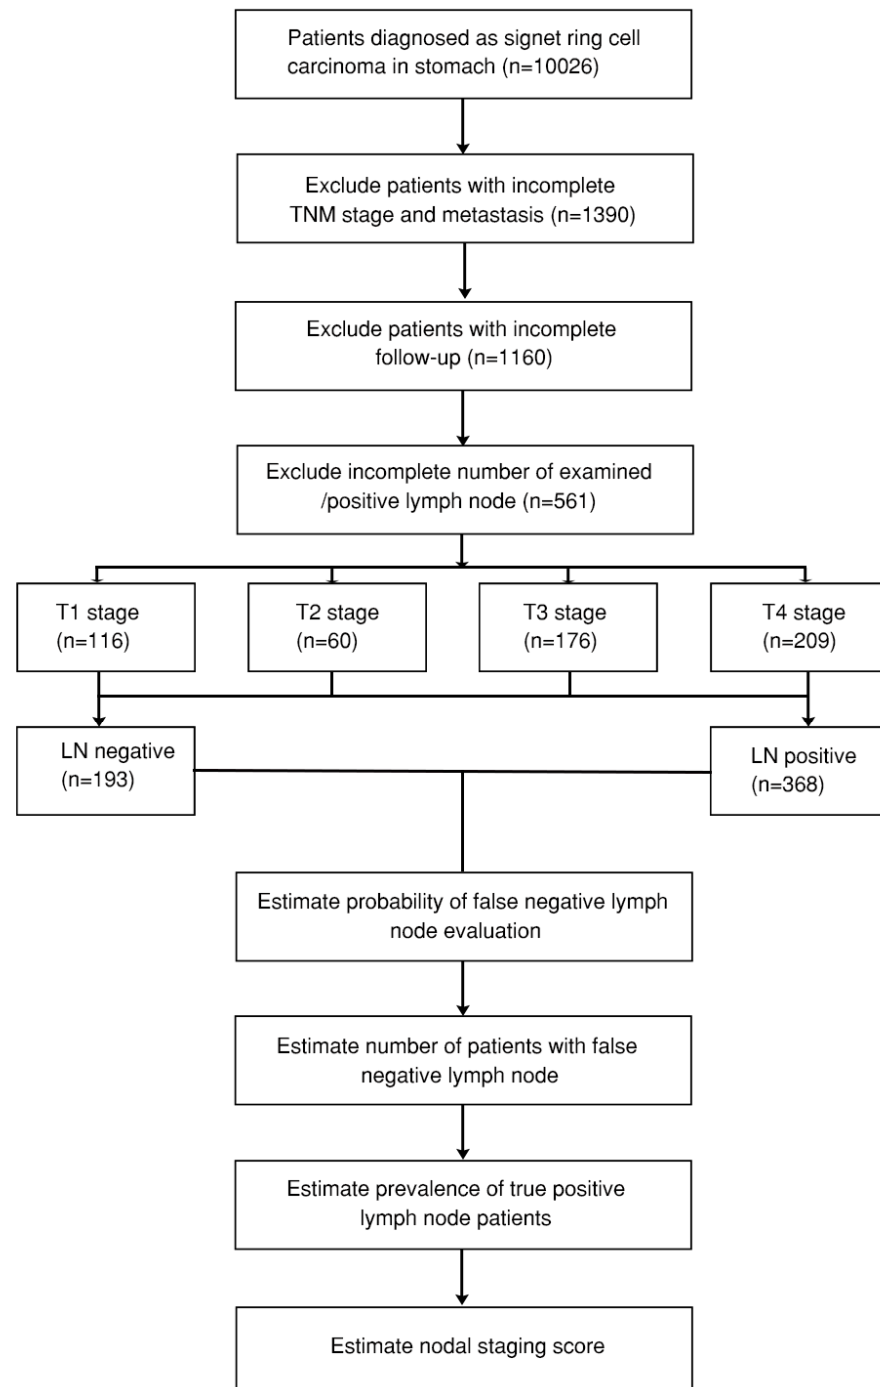 Patients diagnosed as signet ring cell
carcinoma in stomach (n=10026)
Exclude patients with incomplete
TNM stage and metastasis (n=1390)
Exclude patients with incomplete
follow-up (n=1160)
Exclude incomplete number of examined
/positive lymph node (n=561)
T1 stage
(n=116)
T2 stage
(n=60)
T3 stage
(n=176)
T4 stage
(n=209)
LN negative
(n=193)
LN positive
(n=368)
Estimate probability of false negative lymph
node evaluation
Estimate number of patients with false
negative lymph node
Estimate prevalence of true positive
lymph node patients
Estimate nodal staging score